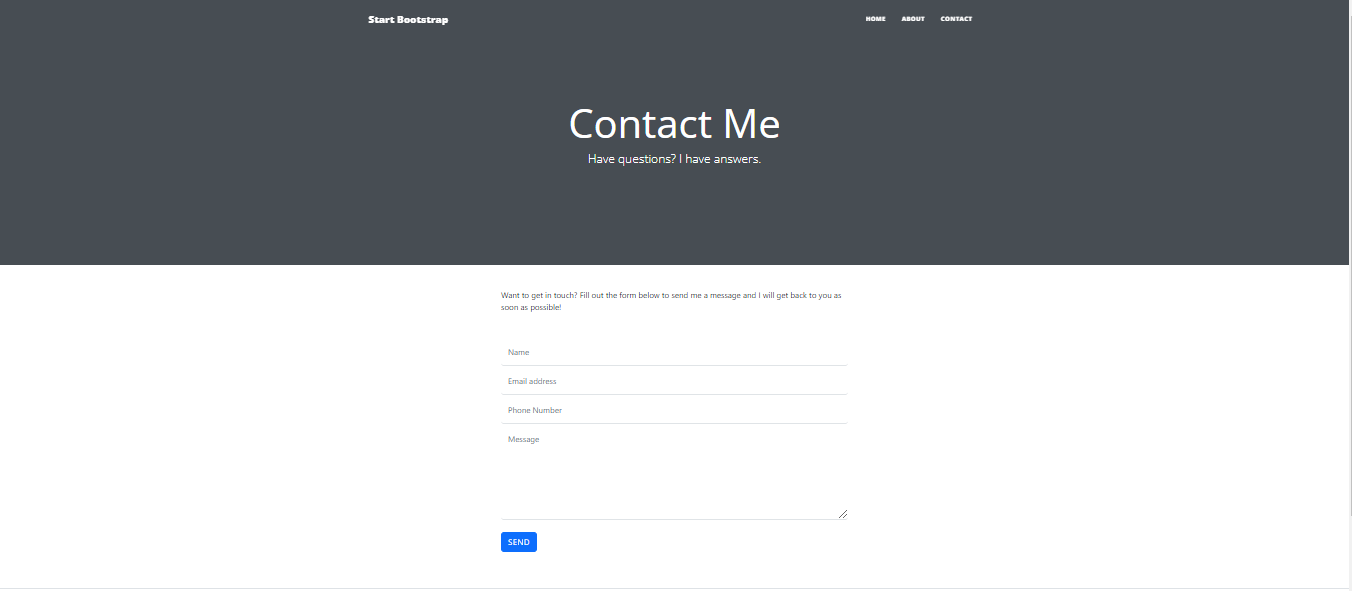 Start Bootstrap
HOME ABOUT CONTACT
Contact Me
Have questions? I have answers.
Want to get in touch? Fill out the form below to send me a message and I will get back to you as
soon as possible!
Name
Email address
Phone Number
Message
SEND